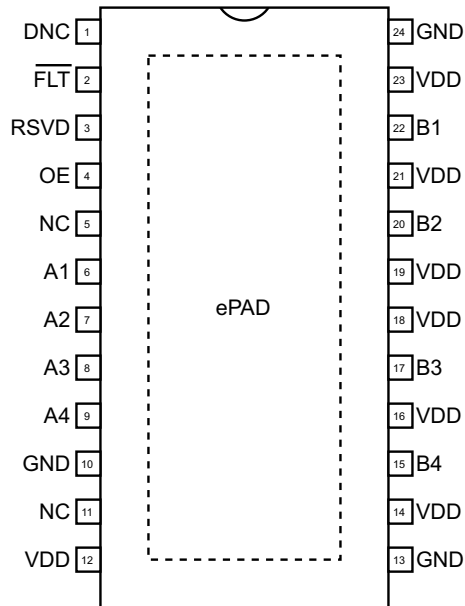 DNC 1 24 GND
FLT 2 23 VDD
RSVD 3 22 B1
OE 4 21 VDD
NC 5 20 B2
A1 6 19 VDD
A2 7 18 VDD
ePAD
A3 8 17 B3
A4 9 16 VDD
GND 10 15 B4
NC 11 14 VDD
VDD 12 13 GND